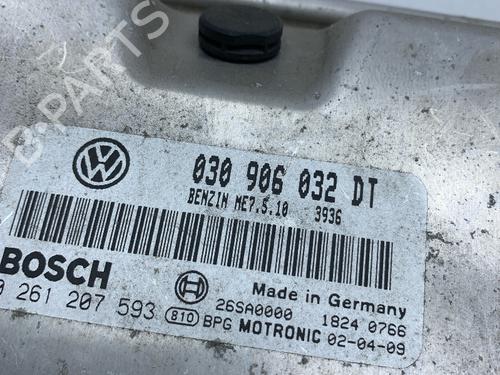 B-PARTS
030 906 032 DT
BENZIN ME7.5.10 3936
BOSCH
Made in Germany
26SA0000 1824 0766
0 261 207 593 810 BPG MOTRONIC 02-04-09